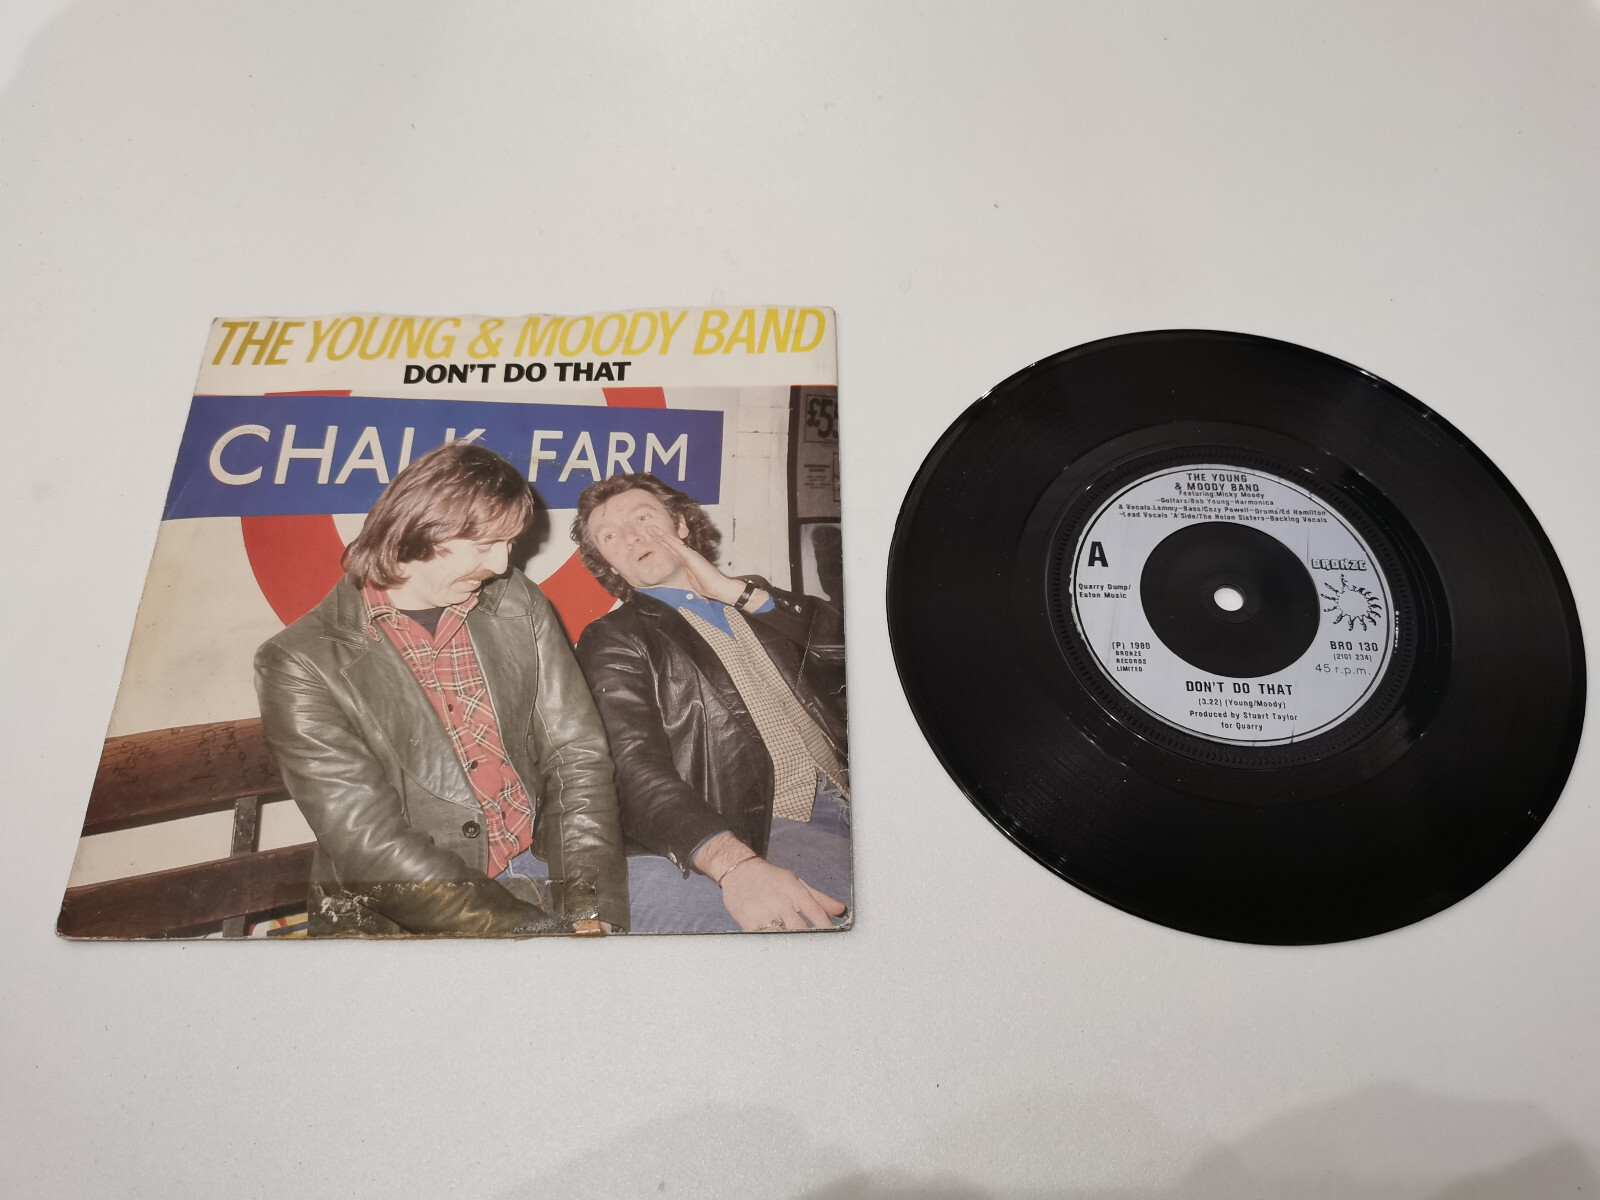 THE YOUNG & MOODY BAND
DON'T DO THAT
CHALK FARM
£5
THE YOUNG
& MOODY BAND
Featuring: Micky Moody
-Guitars/Bob Young-Harmonica
& Vocals.Lemmy-Bass/Cozy Powell-Drums/Ed Hamilton
-Lead Vocals 'A' Side/The Nolan Sisters-Backing Vocals
A
BRONZE
Quarry Dump/
Eaton Music
(P) 1980
BRONZE
RECORDS
LIMITED
BRO 130
(2101 234)
45 r.p.m.
DON'T DO THAT
(3.22) (Young/Moody)
Produced by Stuart Taylor
for Quarry